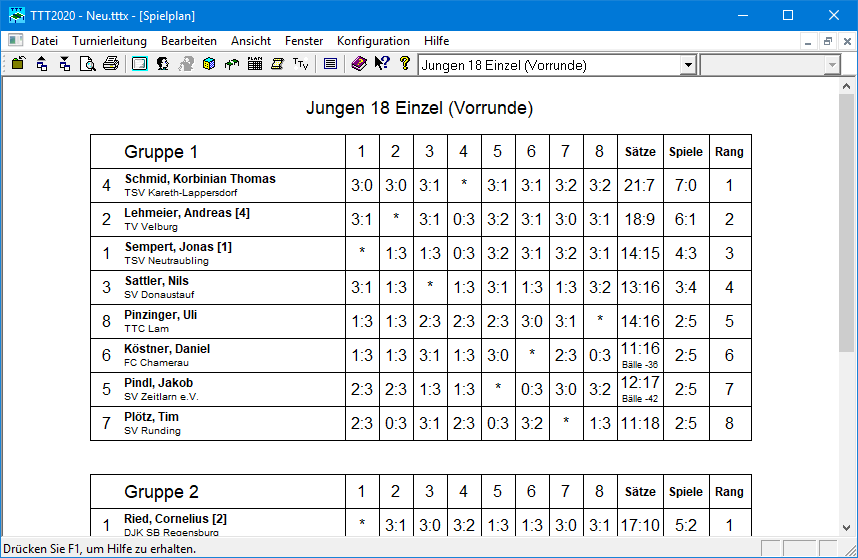 TTT2020 - Neu.tttx - [Spielplan]
Datei Turnierleitung Bearbeiten Ansicht Fenster Konfiguration Hilfe
TTV Jungen 18 Einzel (Vorrunde)
Jungen 18 Einzel (Vorrunde)
Gruppe 1 1 2 3 4 5 6 7 8 Sätze Spiele Rang
4 Schmid, Korbinian Thomas 3:0 3:0 3:1 * 3:1 3:1 3:2 3:2 21:7 7:0 1
TSV Kareth-Lappersdorf
2 Lehmeier, Andreas [4] 3:1 * 3:1 0:3 3:2 3:1 3:0 3:1 18:9 6:1 2
TV Velburg
1 Sempert, Jonas [1] * 1:3 1:3 0:3 3:2 3:1 3:2 3:1 14:15 4:3 3
TSV Neutraubling
3 Sattler, Nils 3:1 1:3 * 1:3 3:1 1:3 1:3 3:2 13:16 3:4 4
SV Donaustauf
8 Pinzinger, Uli 1:3 1:3 2:3 2:3 2:3 3:0 3:1 * 14:16 2:5 5
TTC Lam
6 Köstner, Daniel 1:3 1:3 3:1 1:3 3:0 * 2:3 0:3 11:16 2:5 6
FC Chamerau Bälle -36
5 Pindl, Jakob 2:3 2:3 1:3 1:3 * 0:3 3:0 3:2 12:17 2:5 7
SV Zeitlarn e.V. Bälle -42
7 Plötz, Tim 2:3 0:3 3:1 2:3 0:3 3:2 * 1:3 11:18 2:5 8
SV Runding
Gruppe 2 1 2 3 4 5 6 7 8 Sätze Spiele Rang
1 Ried, Cornelius [2] * 3:1 3:0 3:2 1:3 1:3 3:0 3:1 17:10 5:2 1
DJK SB Regensburg
Drücken Sie F1, um Hilfe zu erhalten.